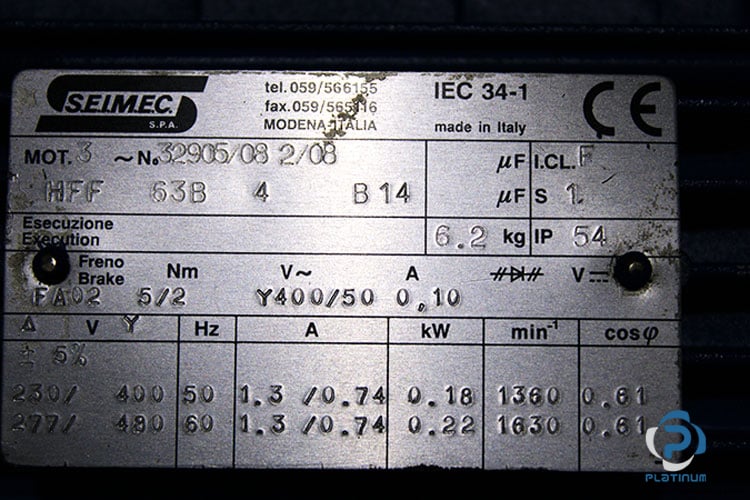 S.E.I.M.E.C. S.P.A.
tel. 059/566155
fax. 059/565116
MODENA-ITALIA
IEC 34-1
made in Italy
CE
MOT. 3 ~ No 32905/08 2/08 µF I.CL. F
HFF 63B 4 B14 µF S 1
Esecuzione
Execution 6.2 kg IP 54
Freno
Brake Nm V~ A V
FA02 5/2 Y400/50 0,10
Δ V Y Hz A kW min-1 cosφ
± 5%
230/ 400 50 1.3 /0.74 0.18 1360 0.61
277/ 480 60 1.3 /0.74 0.22 1630 0.61
PLATINUM